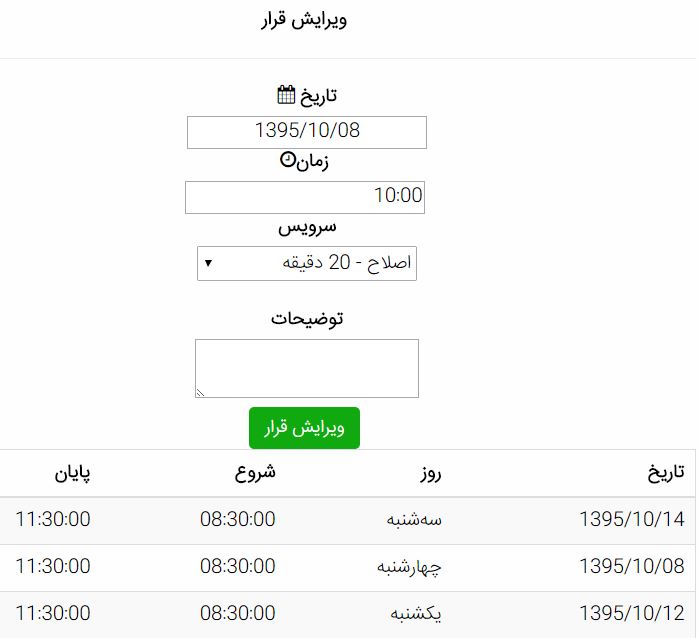 ویرایش قرار
تاریخ
1395/10/08
زمان
10:00
سرویس
اصلاح - 20 دقیقه
توضیحات
ویرایش قرار
تاریخ روز شروع پایان
1395/10/14 سه‌شنبه 08:30:00 11:30:00
1395/10/08 چهارشنبه 08:30:00 11:30:00
1395/10/12 یکشنبه 08:30:00 11:30:00